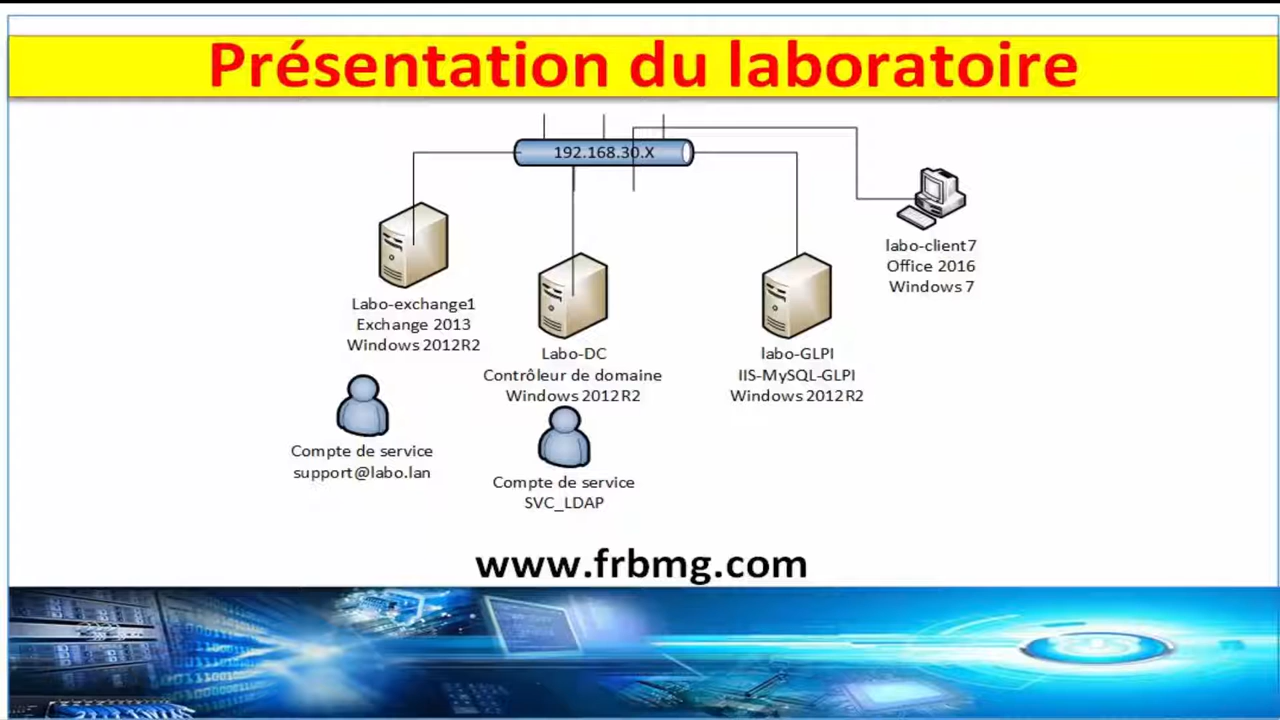 Présentation du laboratoire
192.168.30.X
labo-client7
Office 2016
Windows 7
Labo-exchange1
Exchange 2013
Windows 2012R2
Labo-DC
Contrôleur de domaine
Windows 2012R2
labo-GLPI
IIS-MySQL-GLPI
Windows 2012R2
Compte de service
support@labo.lan
Compte de service
SVC_LDAP
www.frbmg.com